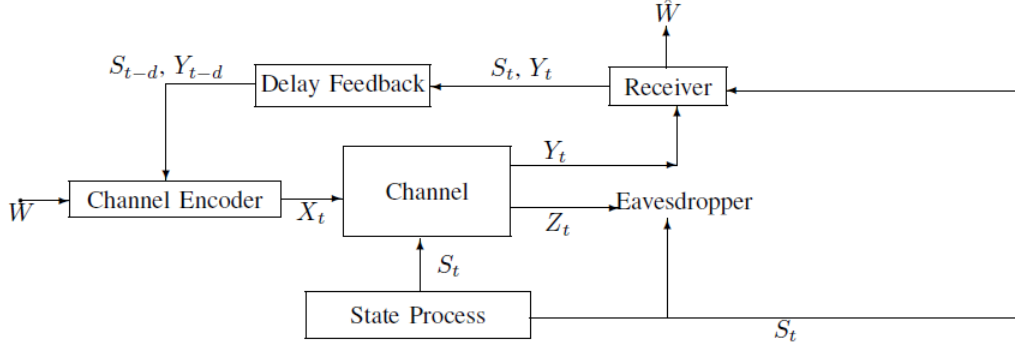 Ŵ
S_{t−d}, Y_{t−d}
S_t, Y_t
Delay Feedback
Receiver
Y_t
Channel
Channel Encoder
W
X_t
Z_t
Eavesdropper
S_t
State Process
S_t